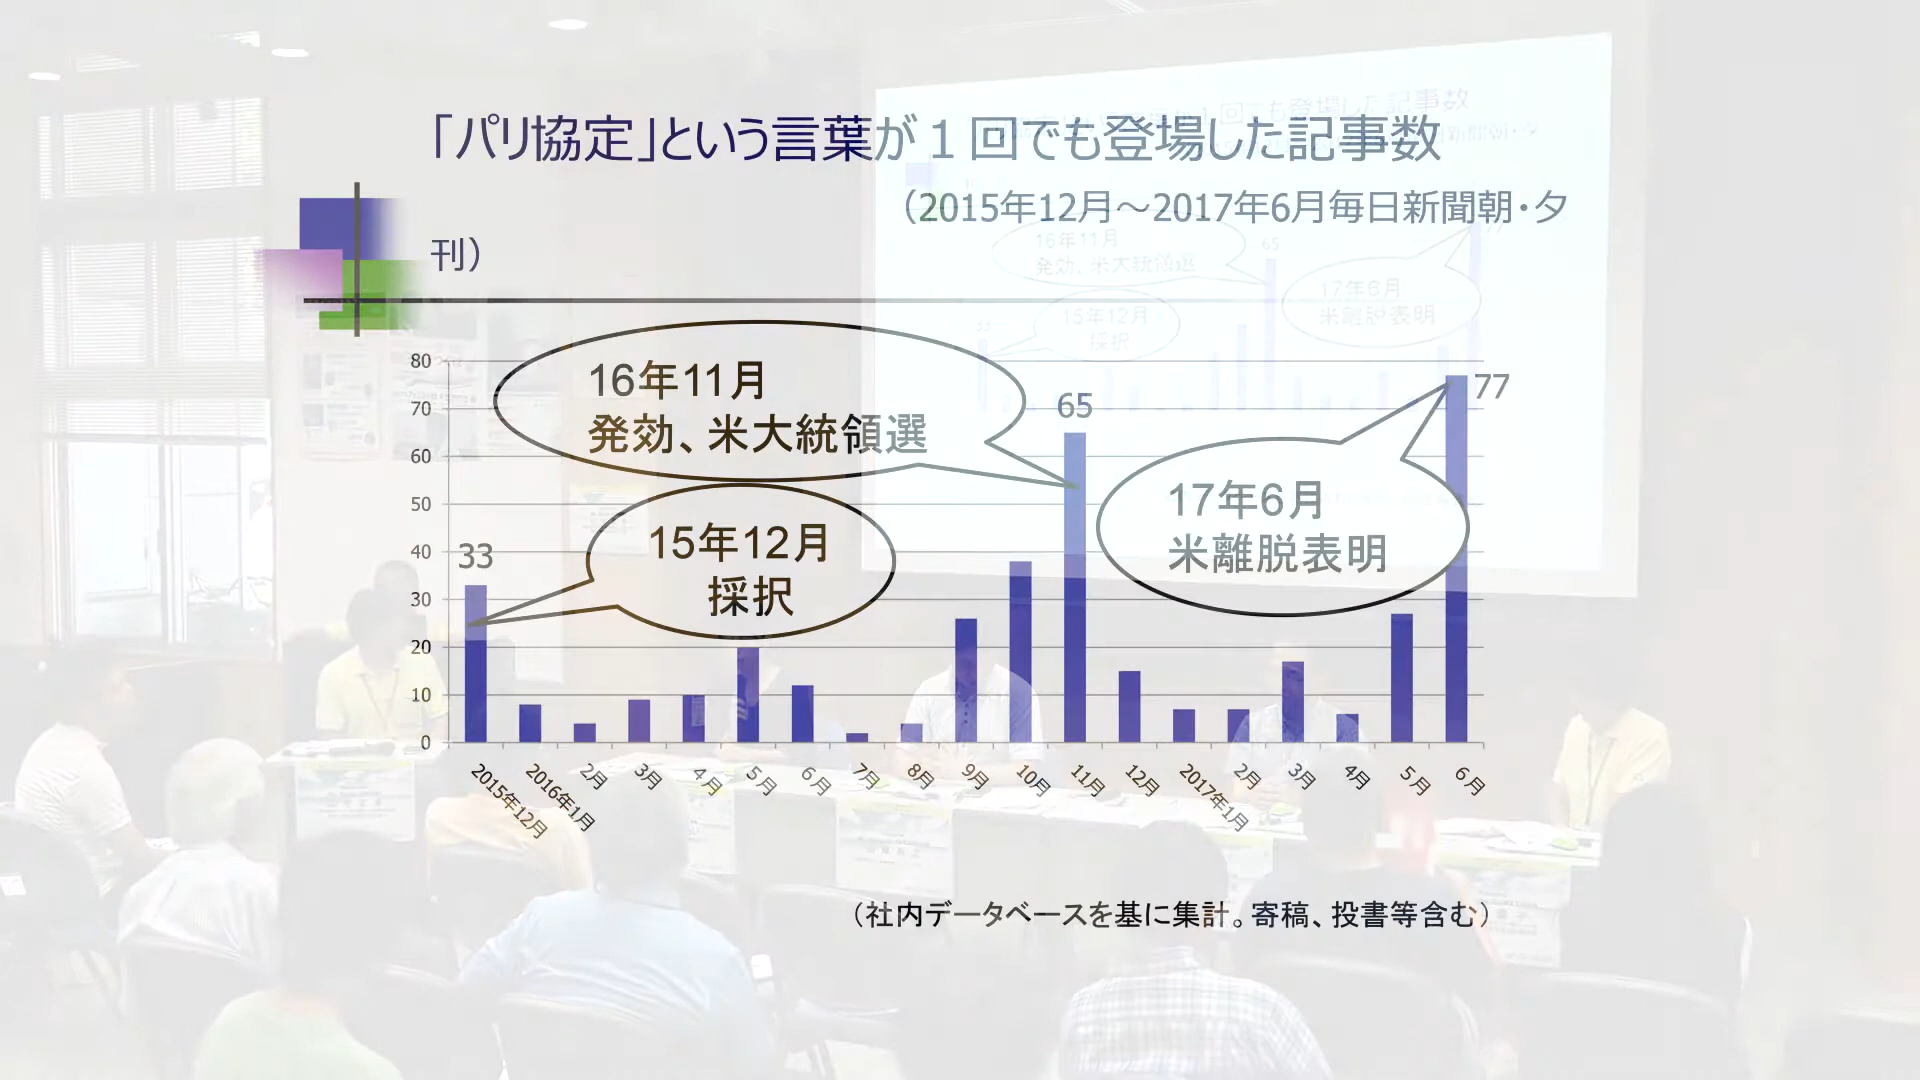 「パリ協定」という言葉が1回でも登場した記事数
（2015年12月～2017年6月毎日新聞朝・夕
刊）
16年11月
発効、米大統領選
15年12月
採択
17年6月
米離脱表明
80
70
60
50
40
30
20
10
0
33
65
77
2015年12月
2016年1月
2月
3月
4月
5月
6月
7月
8月
9月
10月
11月
12月
2017年1月
2月
3月
4月
5月
6月
（社内データベースを基に集計。寄稿、投書等含む）